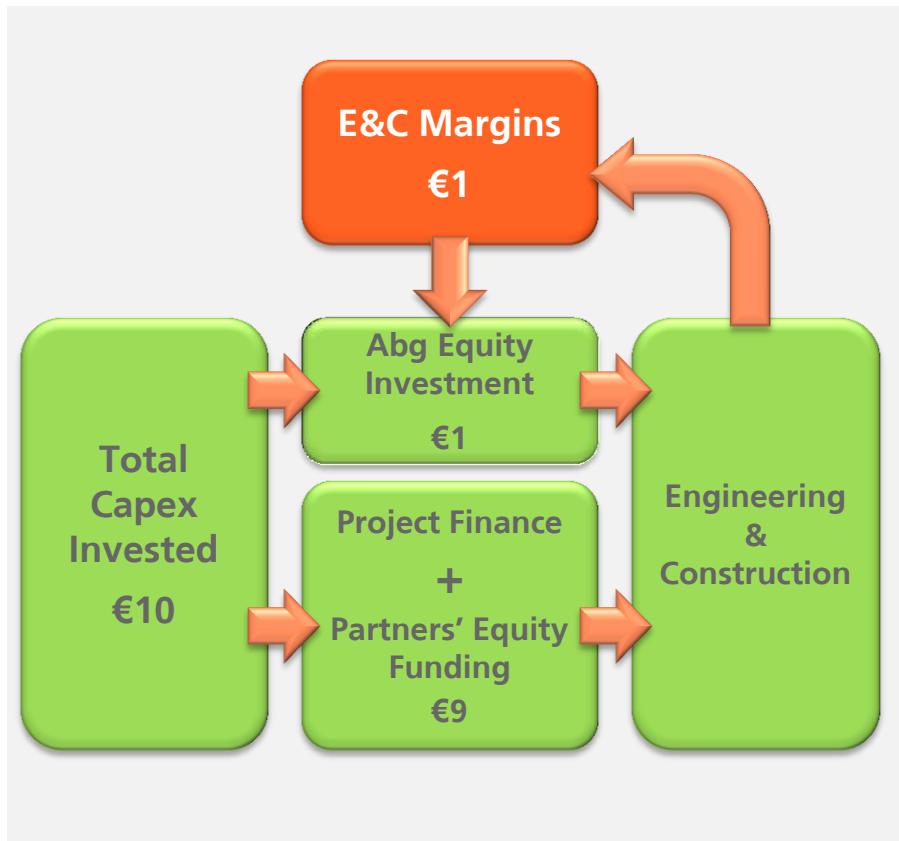 E&C Margins
€1
Total
Capex
Invested
€10
Abg Equity
Investment
€1
Project Finance
+
Partners’ Equity
Funding
€9
Engineering
&
Construction